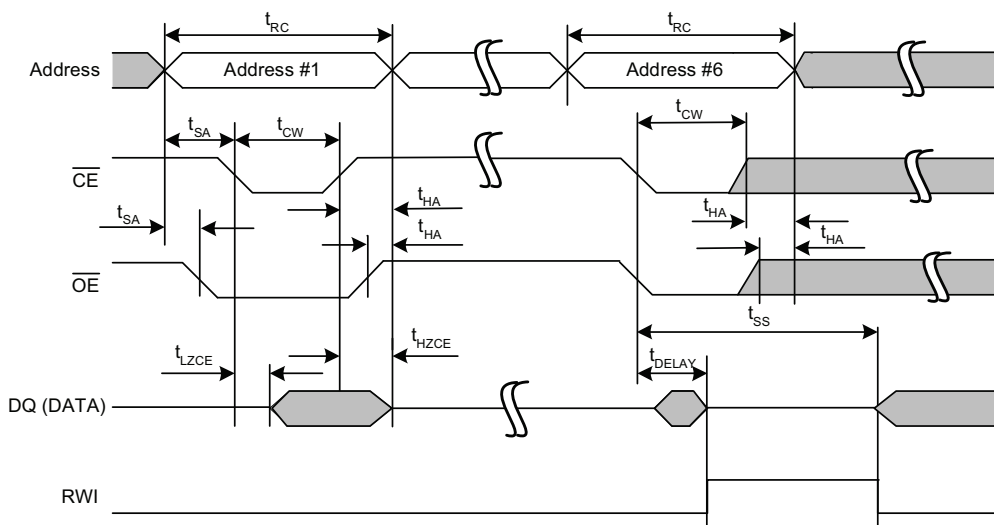 tRC tRC
Address Address #1 Address #6
tSA tCW tCW
CE
tHA
tSA tHA tHA
tHA
OE
tSS
tHZCE
tLZCE tDELAY
DQ (DATA)
RWI